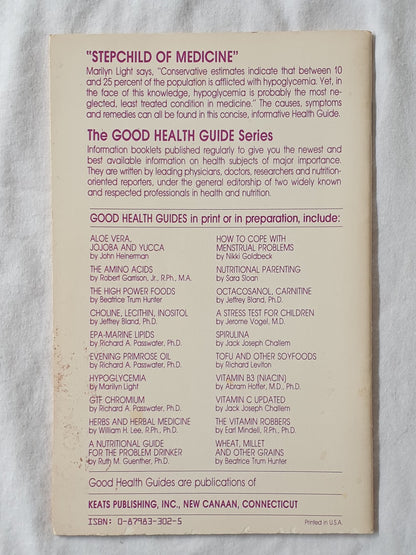 "STEPCHILD OF MEDICINE"
Marilyn Light says, "Conservative estimates indicate that between 10
and 25 percent of the population is afflicted with hypoglycemia. Yet, in
the face of this knowledge, hypoglycemia is probably the most ne-
glected, least treated condition in medicine." The causes, symptoms
and remedies can all be found in this concise, informative Health Guide.
The GOOD HEALTH GUIDE Series
Information booklets published regularly to give you the newest and
best available information on health subjects of major importance.
They are written by leading physicians, doctors, researchers and nutrition-
oriented reporters, under the general editorship of two widely known
and respected professionals in health and nutrition.
GOOD HEALTH GUIDES in print or in preparation, include:
ALOE VERA,
JOJOBA AND YUCCA
by John Heinerman
THE AMINO ACIDS
by Robert Garrison, Jr., R.Ph., M.A.
THE HIGH POWER FOODS
by Beatrice Trum Hunter
CHOLINE, LECITHIN, INOSITOL
by Jeffrey Bland, Ph.D.
EPA-MARINE LIPIDS
by Richard A. Passwater, Ph.D.
EVENING PRIMROSE OIL
by Richard A. Passwater, Ph.D.
HYPOGLYCEMIA
by Marilyn Light
GTF CHROMIUM
by Richard A. Passwater, Ph.D.
HERBS AND HERBAL MEDICINE
by William H. Lee, R.Ph., Ph.D.
A NUTRITIONAL GUIDE
FOR THE PROBLEM DRINKER
by Ruth M. Guenther, Ph.D.
HOW TO COPE WITH
MENSTRUAL PROBLEMS
by Nikki Goldbeck
NUTRITIONAL PARENTING
by Sara Sloan
OCTACOSANOL, CARNITINE
by Jeffrey Bland, Ph.D.
A STRESS TEST FOR CHILDREN
by Jerome Vogel, M.D.
SPIRULINA
by Jack Joseph Challem
TOFU AND OTHER SOYFOODS
by Richard Leviton
VITAMIN B3 (NIACIN)
by Abram Hoffer, M.D., Ph.D.
VITAMIN C UPDATED
by Jack Joseph Challem
THE VITAMIN ROBBERS
by Earl Mindell, R.Ph., Ph.D.
WHEAT, MILLET
AND OTHER GRAINS
by Beatrice Trum Hunter
Good Health Guides are publications of
KEATS PUBLISHING, INC., NEW CANAAN, CONNECTICUT
ISBN: 0-87983-302-5
Printed in U.S.A.